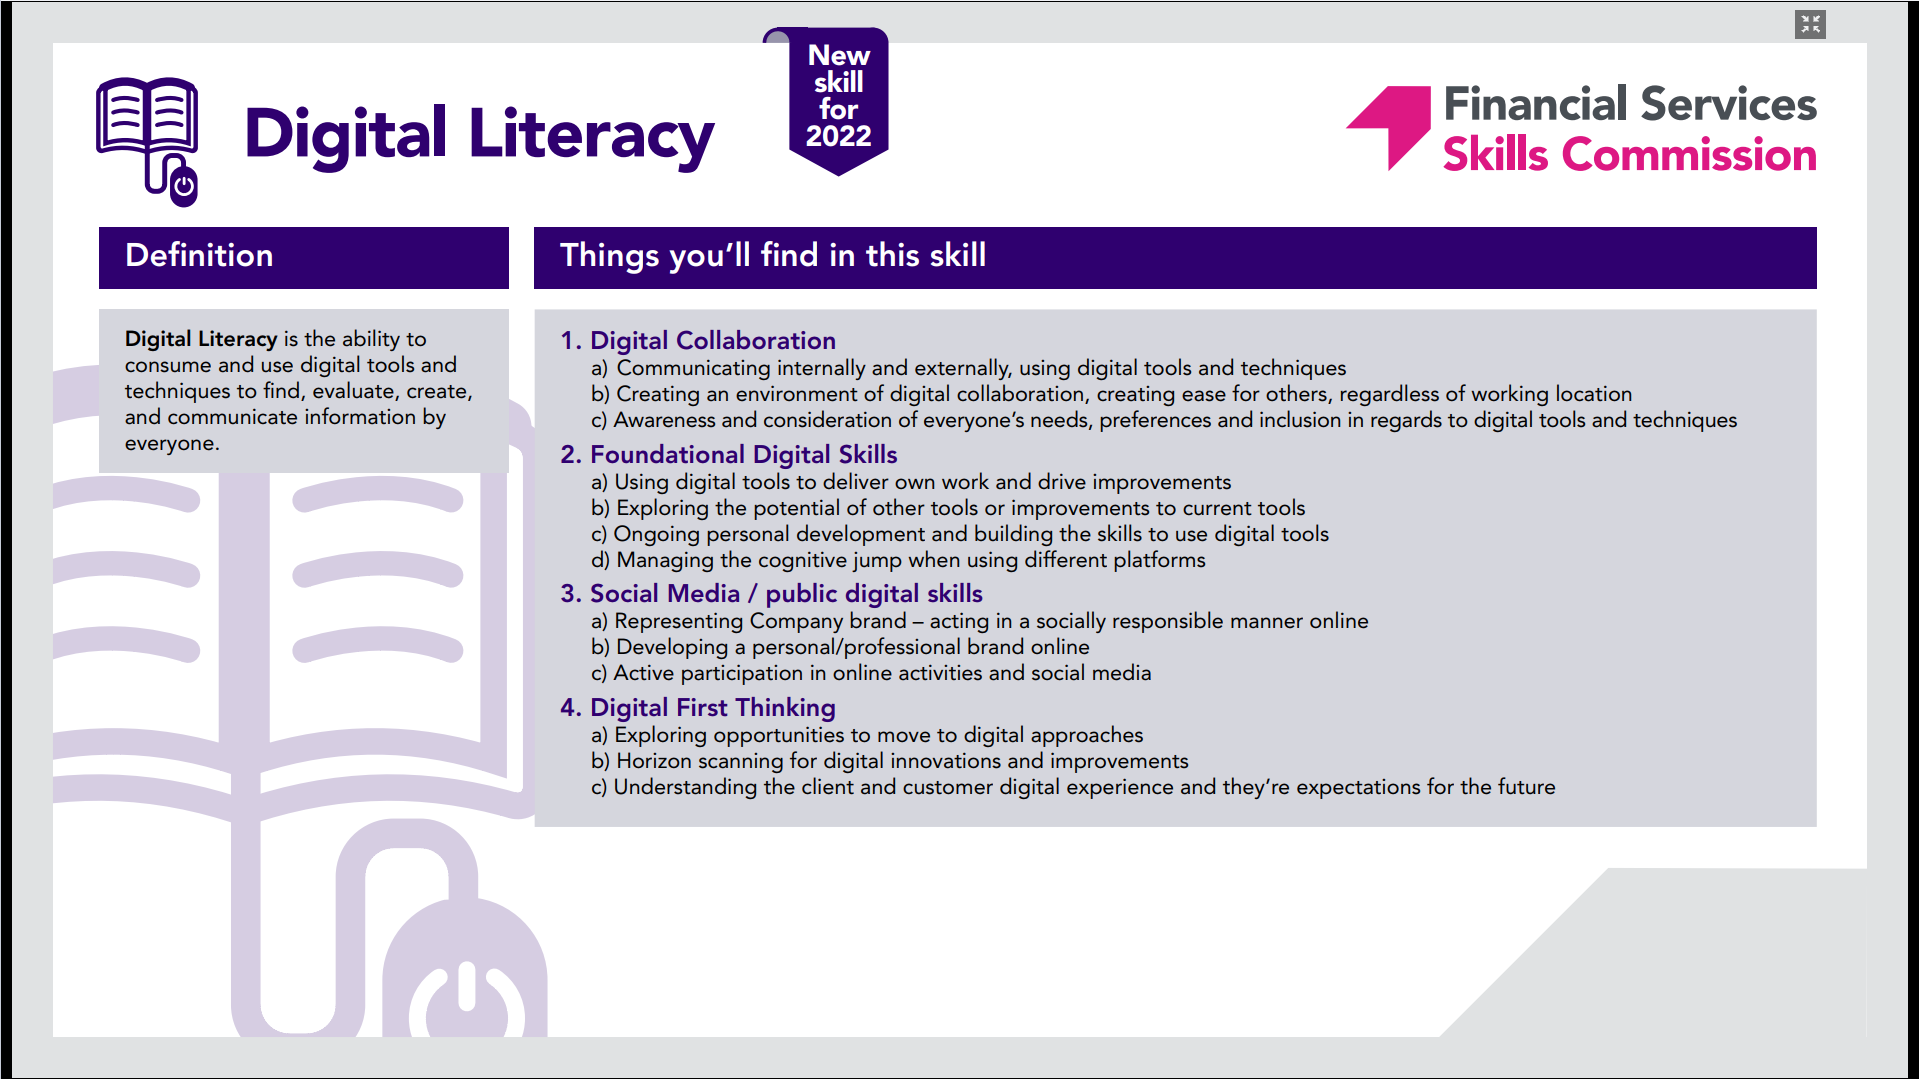 New
skill
for
2022
Digital Literacy
Financial Services
Skills Commission
Definition
Digital Literacy is the ability to
consume and use digital tools and
techniques to find, evaluate, create,
and communicate information by
everyone.
Things you’ll find in this skill
1. Digital Collaboration
a) Communicating internally and externally, using digital tools and techniques
b) Creating an environment of digital collaboration, creating ease for others, regardless of working location
c) Awareness and consideration of everyone’s needs, preferences and inclusion in regards to digital tools and techniques
2. Foundational Digital Skills
a) Using digital tools to deliver own work and drive improvements
b) Exploring the potential of other tools or improvements to current tools
c) Ongoing personal development and building the skills to use digital tools
d) Managing the cognitive jump when using different platforms
3. Social Media / public digital skills
a) Representing Company brand – acting in a socially responsible manner online
b) Developing a personal/professional brand online
c) Active participation in online activities and social media
4. Digital First Thinking
a) Exploring opportunities to move to digital approaches
b) Horizon scanning for digital innovations and improvements
c) Understanding the client and customer digital experience and they’re expectations for the future